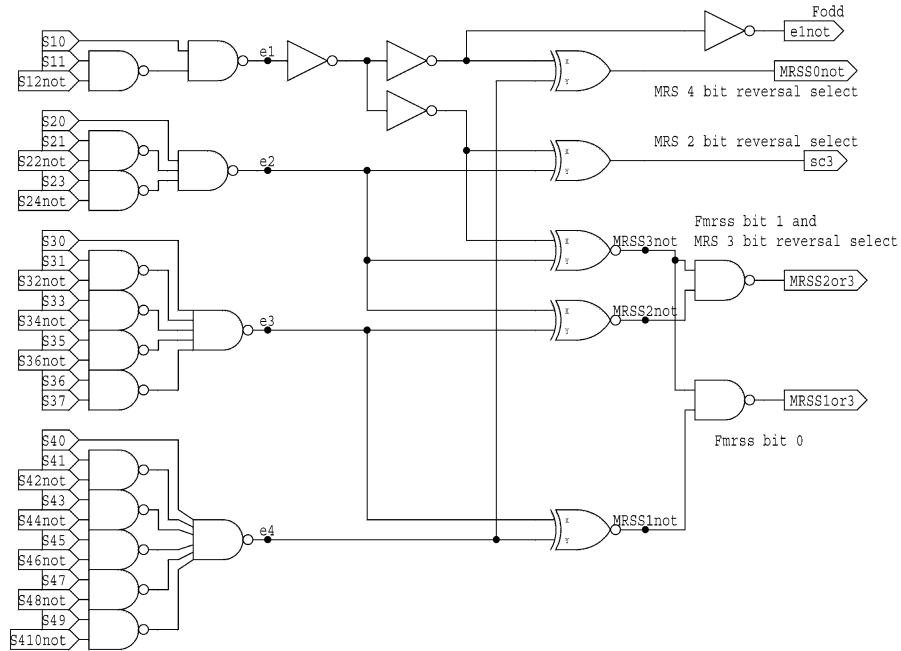 S10
S11
S12not
e1
Fodd
e1not
X
Y
MRSS0not
MRS 4 bit reversal select
S20
S21
S22not
S23
S24not
e2
X
Y
MRS 2 bit reversal select
sc3
S30
S31
S32not
S33
S34not
S35
S36not
S36
S37
e3
X
Y
MRSS3not
Fmrss bit 1 and
MRS 3 bit reversal select
MRSS2or3
X
Y
MRSS2not
MRSS1or3
Fmrss bit 0
S40
S41
S42not
S43
S44not
S45
S46not
S47
S48not
S49
S410not
e4
X
Y
MRSS1not